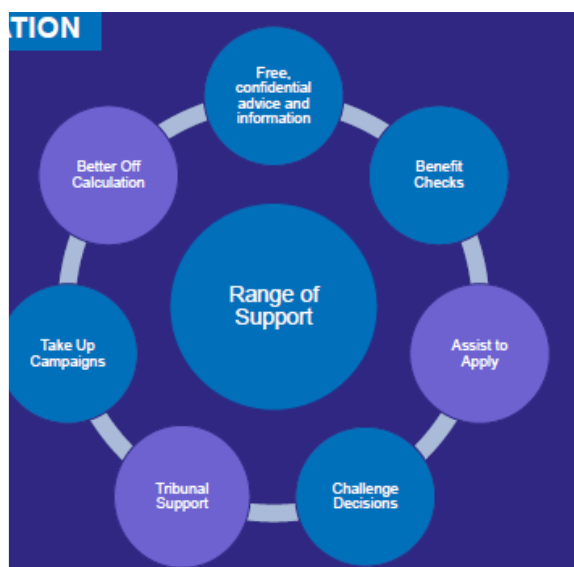 ATION
Free,
confidential
advice and
information
Benefit
Checks
Assist to
Apply
Challenge
Decisions
Tribunal
Support
Take Up
Campaigns
Better Off
Calculation
Range of
Support